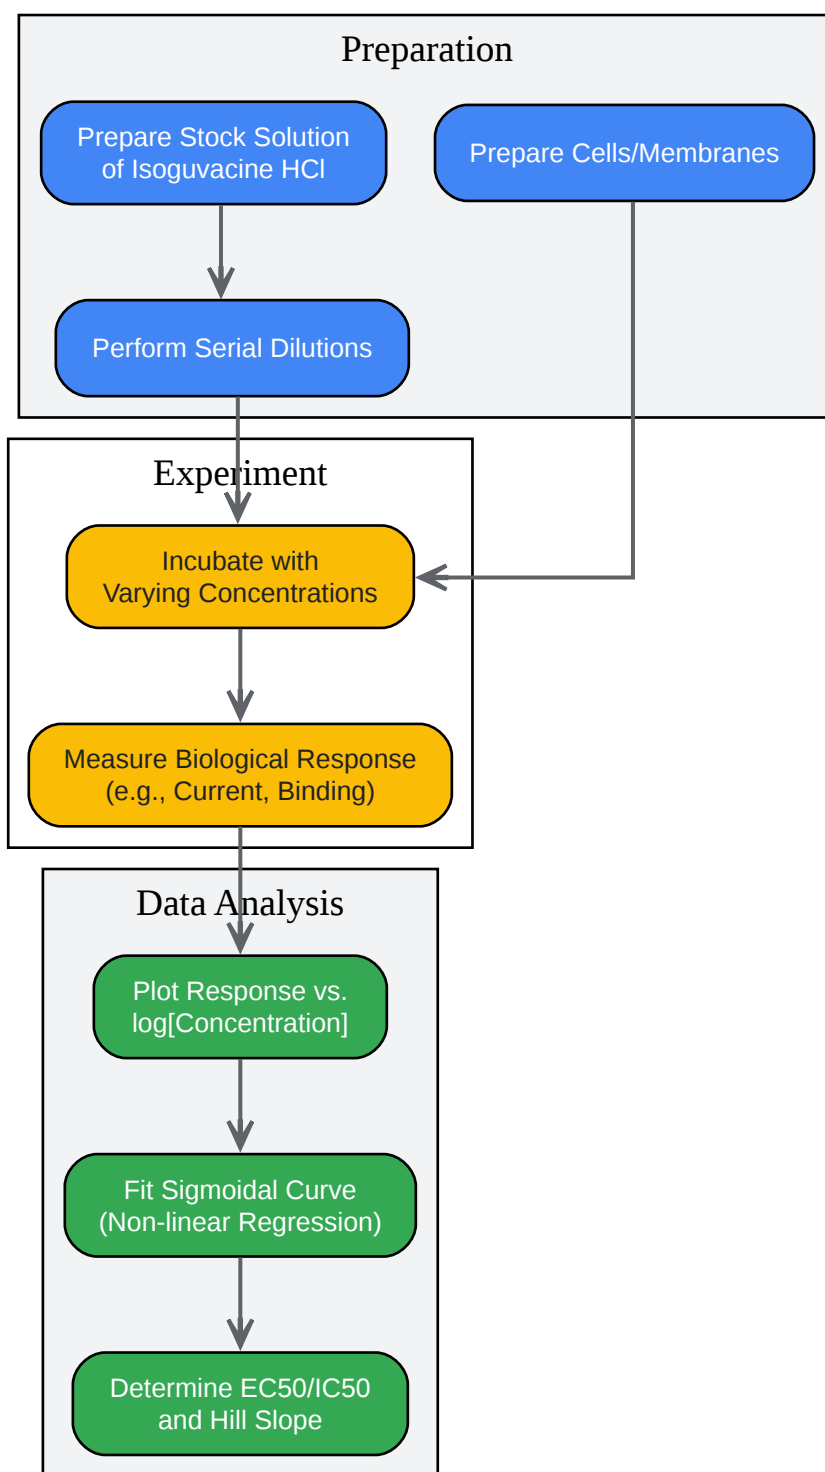 Preparation
Prepare Stock Solution
of Isoguvacine HCl
Prepare Cells/Membranes
Perform Serial Dilutions
Experiment
Incubate with
Varying Concentrations
Measure Biological Response
(e.g., Current, Binding)
Data Analysis
Plot Response vs.
log[Concentration]
Fit Sigmoidal Curve
(Non-linear Regression)
Determine EC50/IC50
and Hill Slope